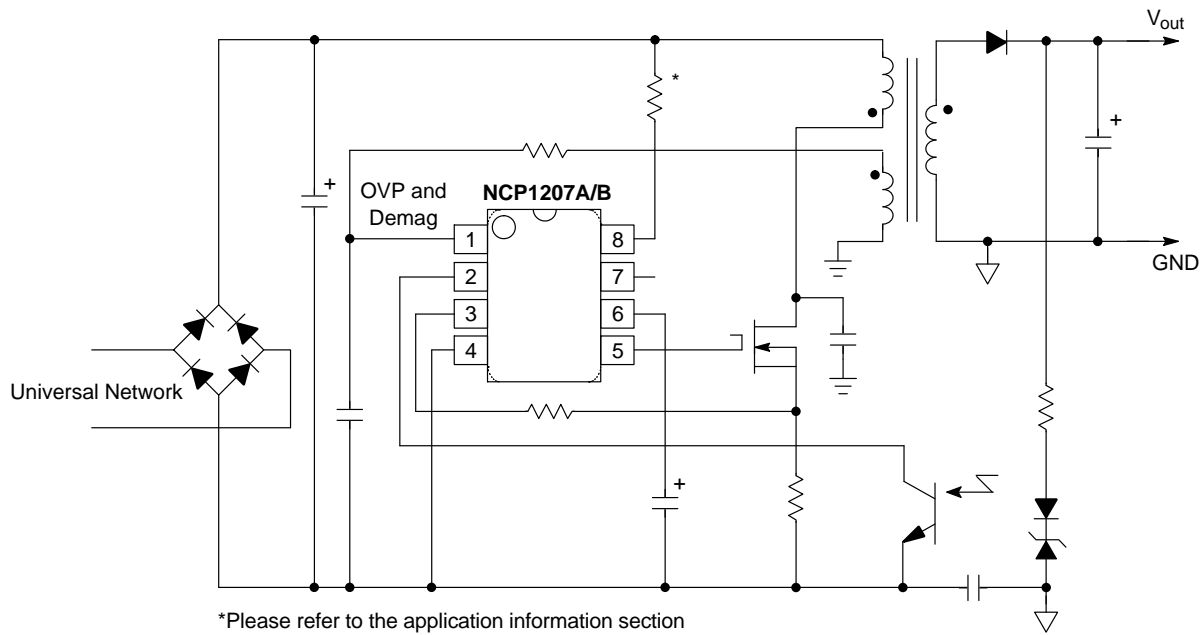 Vout
+
*
+
+
OVP and
Demag
NCP1207A/B
1
8
2
7
3
6
4
5
GND
Universal Network
+
*Please refer to the application information section